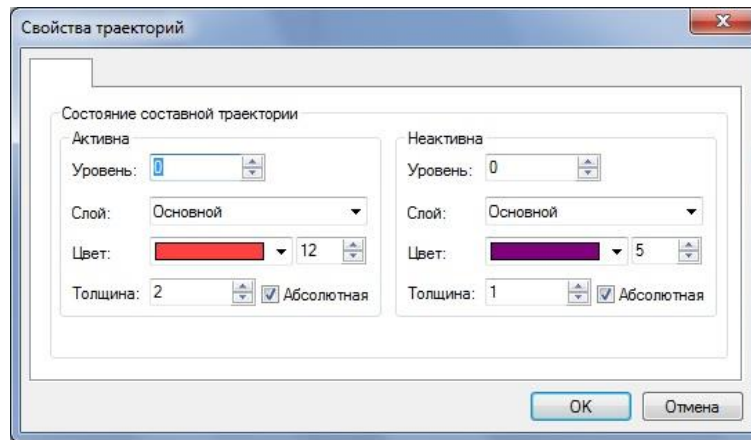 Свойства траекторий
Состояние составной траектории
Активна
Уровень: 0
Слой: Основной
Цвет: 12
Толщина: 2 Абсолютная
Неактивна
Уровень: 0
Слой: Основной
Цвет: 5
Толщина: 1 Абсолютная
OK Отмена